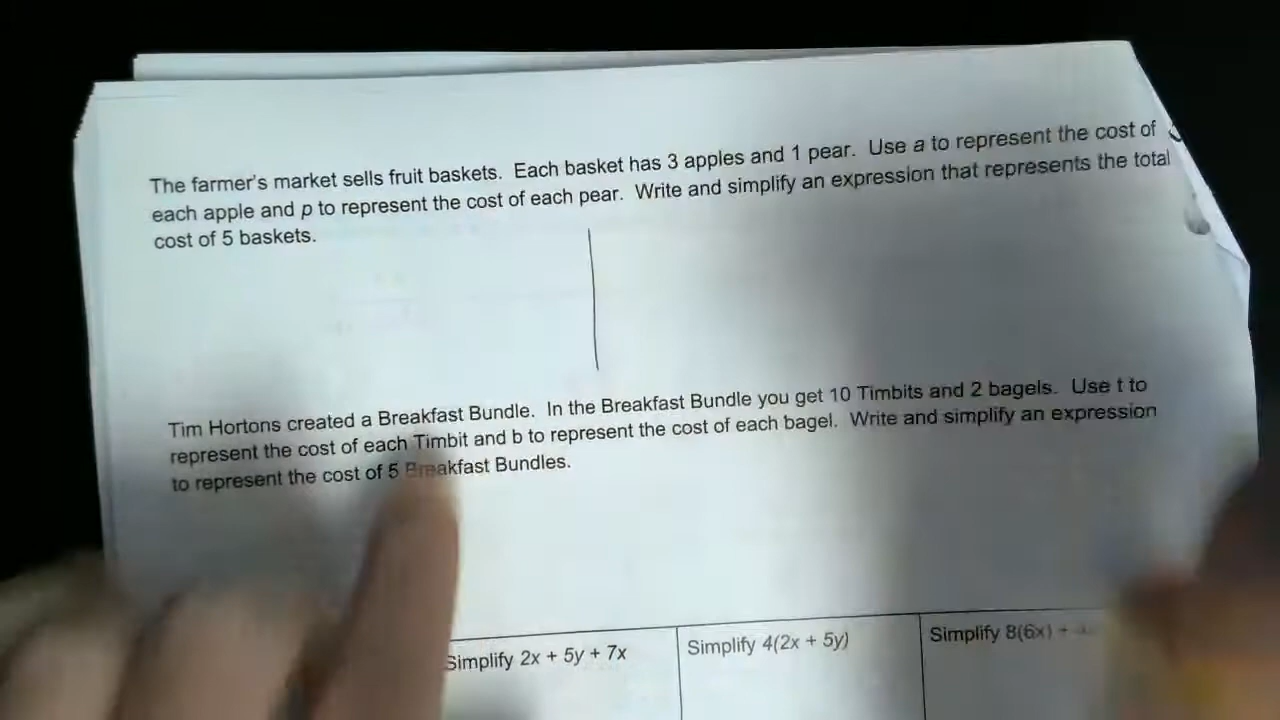 The farmer's market sells fruit baskets. Each basket has 3 apples and 1 pear. Use a to represent the cost of
each apple and p to represent the cost of each pear. Write and simplify an expression that represents the total
cost of 5 baskets.
Tim Hortons created a Breakfast Bundle. In the Breakfast Bundle you get 10 Timbits and 2 bagels. Use t to
represent the cost of each Timbit and b to represent the cost of each bagel. Write and simplify an expression
to represent the cost of 5 Breakfast Bundles.
Simplify 2x + 5y + 7x
Simplify 4(2x + 5y)
Simplify 8(6x) +